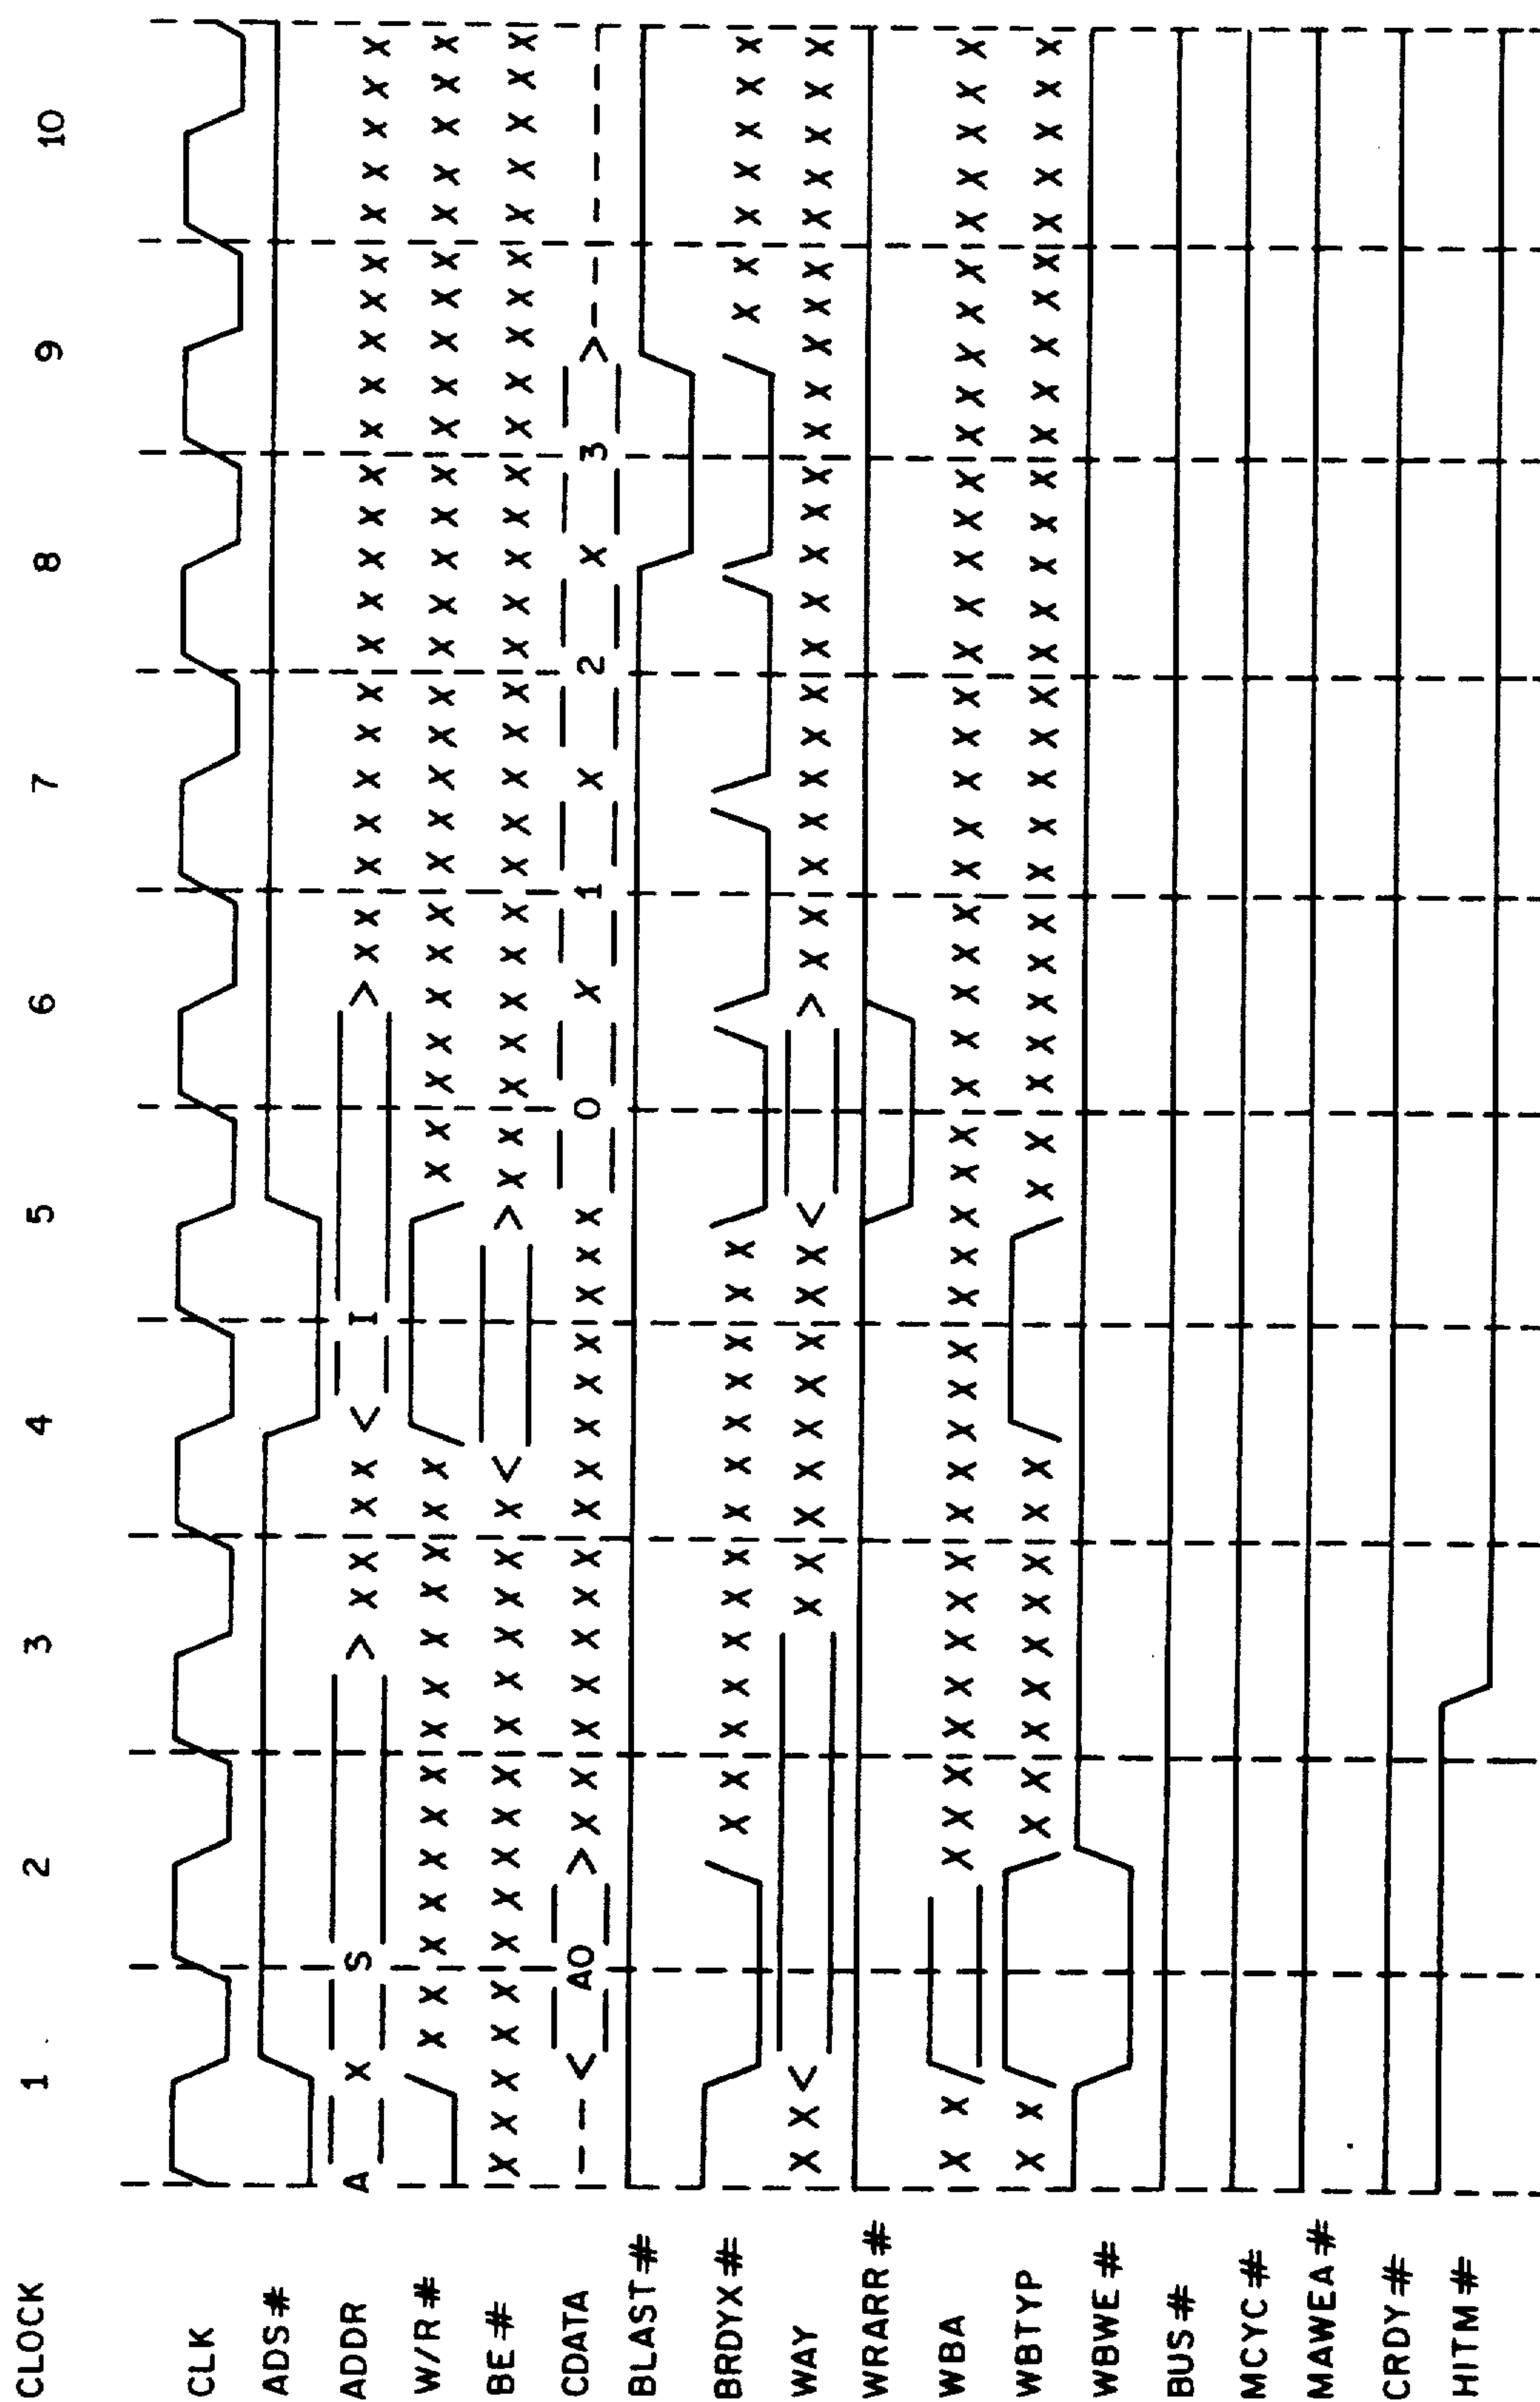 CLOCK 1 2 3 4 5 6 7 8 9 10
CLK
ADS#
ADDR A S I
W/R#
BE#
CDATA A0 0 1 2 3
BLAST#
BRDYX#
WAY
WRARR#
WBA
WBTYP
WBWE#
BUS#
MCYC#
MAWEA#
CRDY#
HITM#